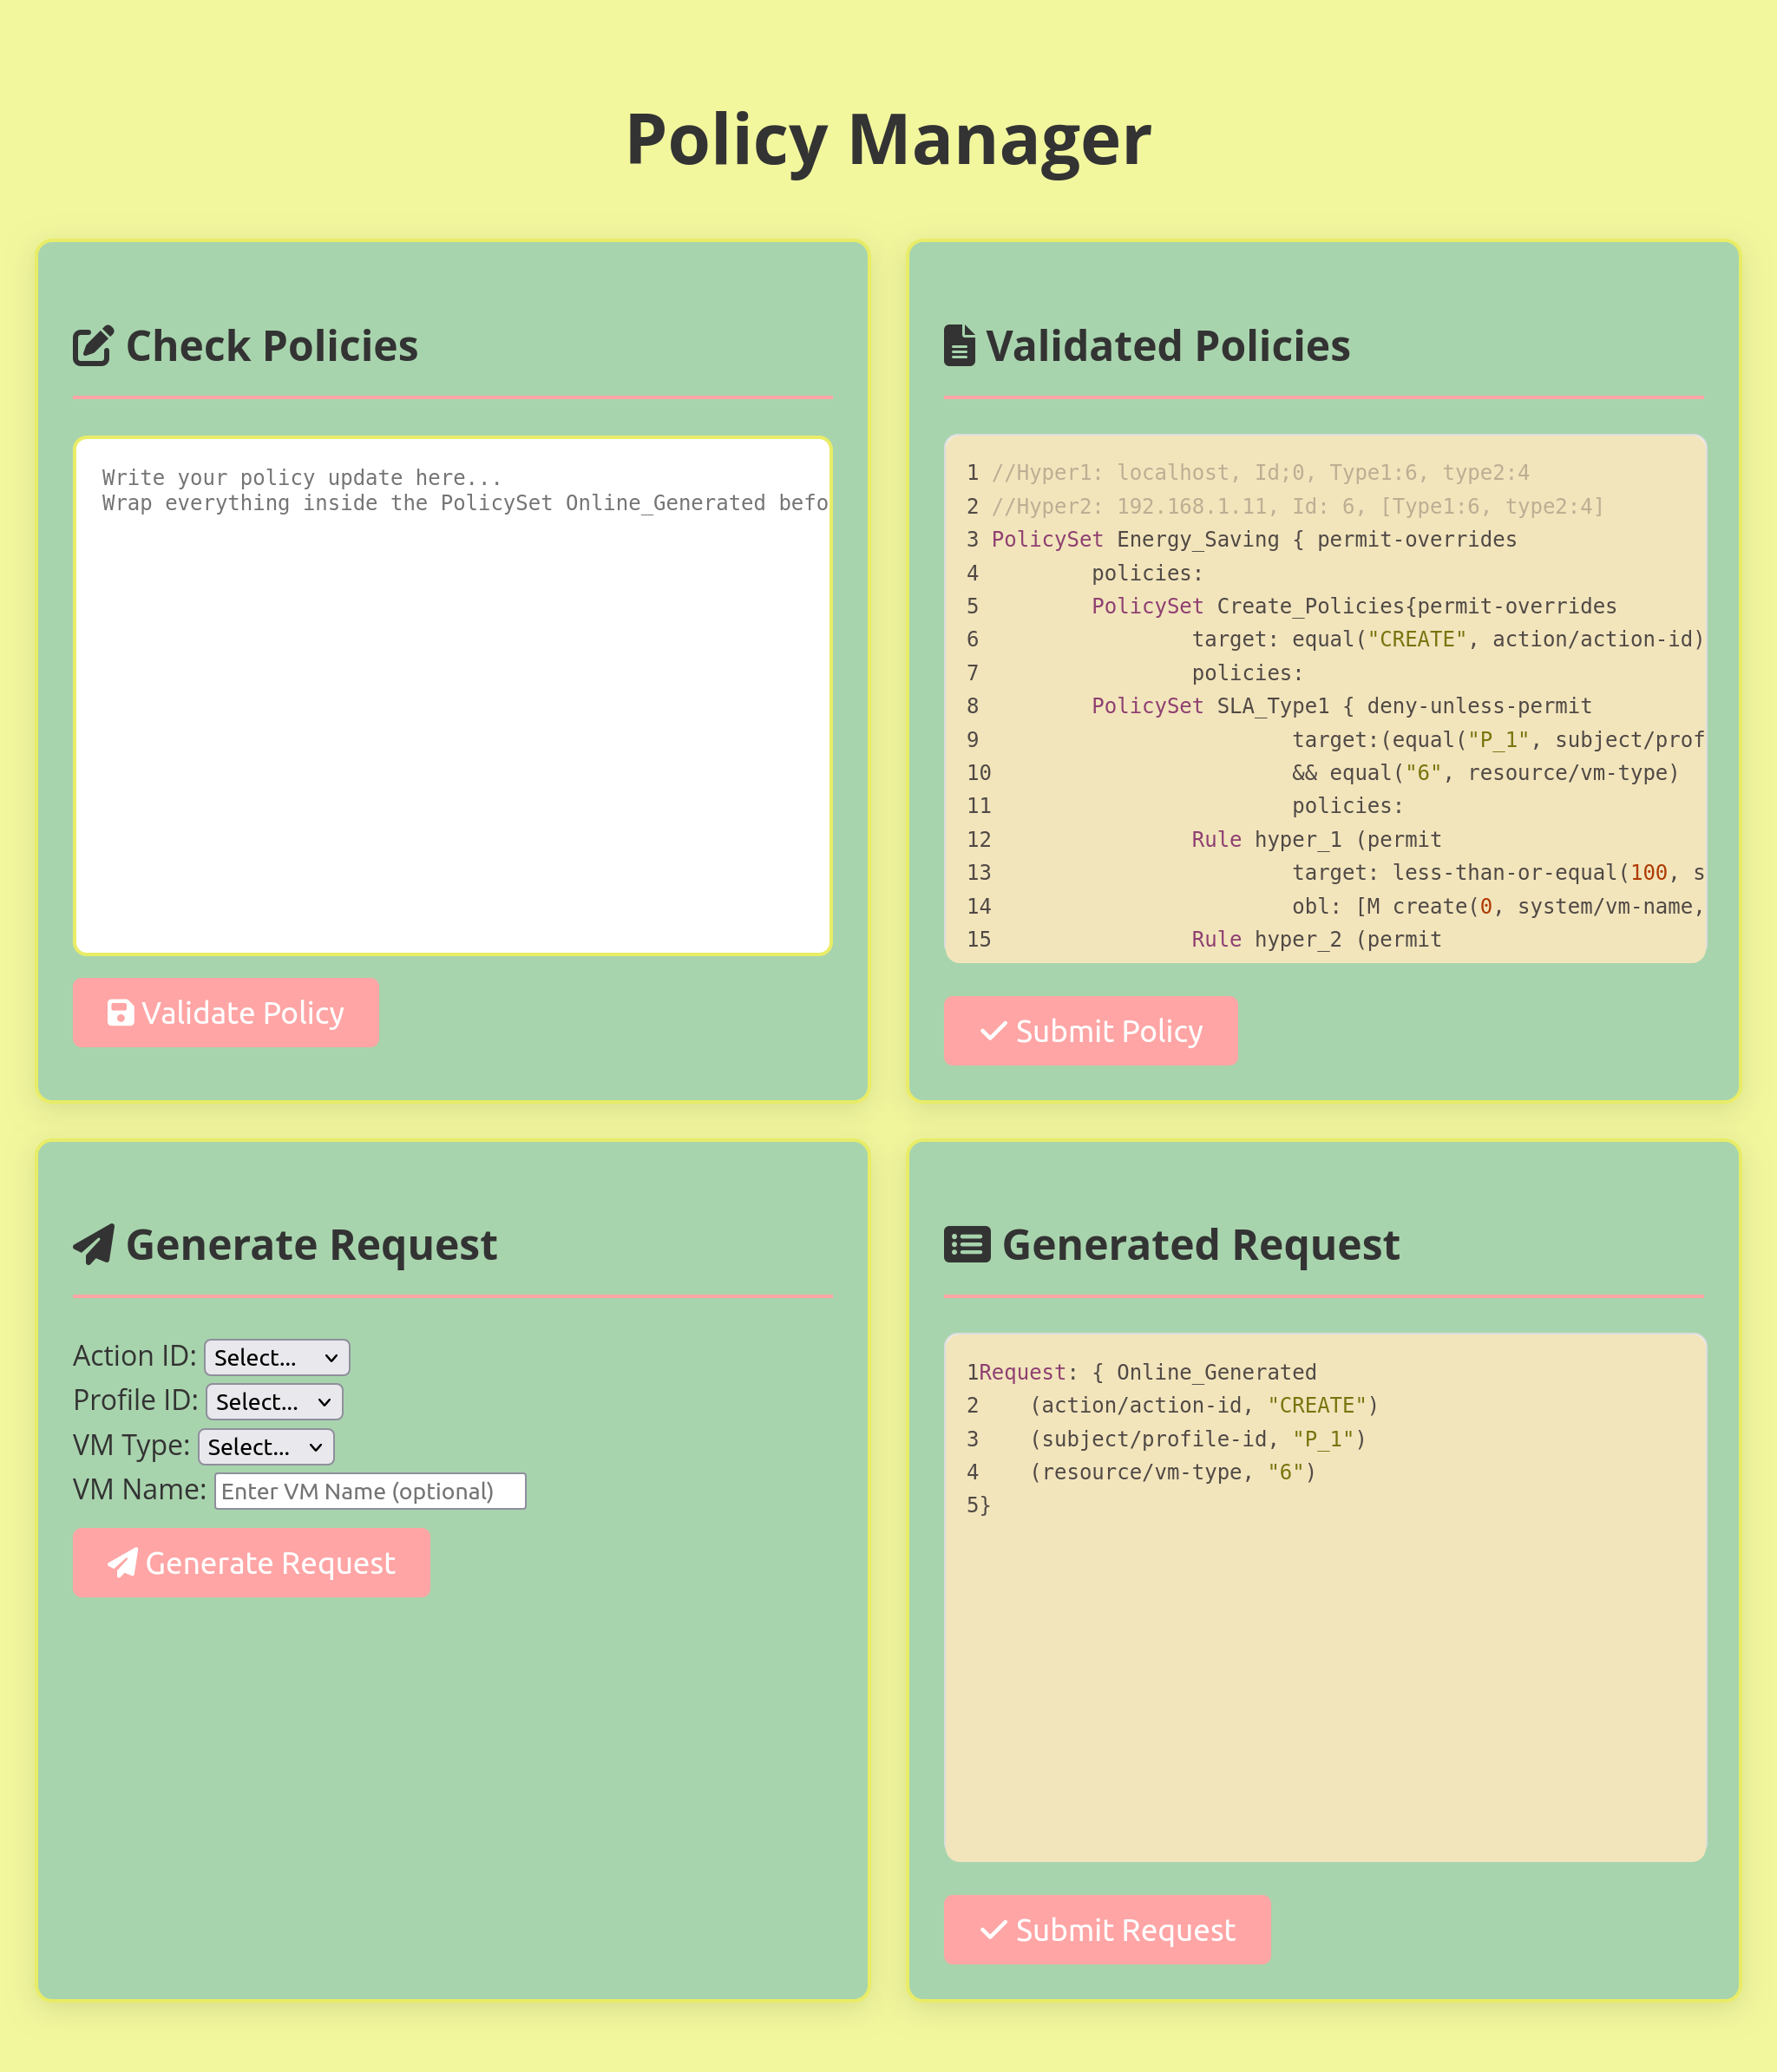 Policy Manager
Check Policies
Write your policy update here...
Wrap everything inside the PolicySet Online_Generated befo
Validate Policy
Validated Policies
1 //Hyper1: localhost, Id;0, Type1:6, type2:4
2 //Hyper2: 192.168.1.11, Id: 6, [Type1:6, type2:4]
3 PolicySet Energy_Saving { permit-overrides
4 policies:
5 PolicySet Create_Policies{permit-overrides
6 target: equal("CREATE", action/action-id)
7 policies:
8 PolicySet SLA_Type1 { deny-unless-permit
9 target:(equal("P_1", subject/prof
10 && equal("6", resource/vm-type)
11 policies:
12 Rule hyper_1 (permit
13 target: less-than-or-equal(100, s
14 obl: [M create(0, system/vm-name,
15 Rule hyper_2 (permit
Submit Policy
Generate Request
Action ID: Select...
Profile ID: Select...
VM Type: Select...
VM Name: Enter VM Name (optional)
Generate Request
Generated Request
1Request: { Online_Generated
2 (action/action-id, "CREATE")
3 (subject/profile-id, "P_1")
4 (resource/vm-type, "6")
5}
Submit Request